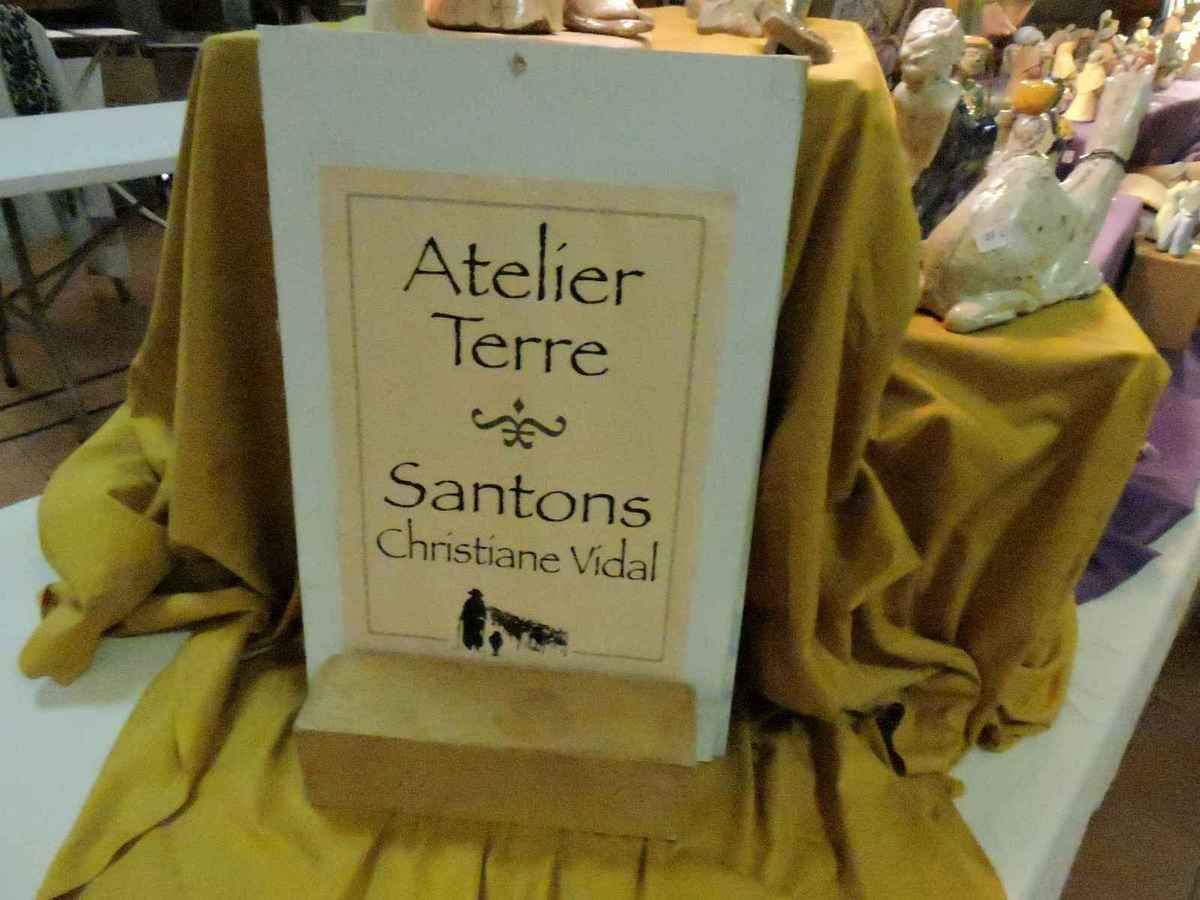 Atelier
Terre
Santons
Christiane Vidal